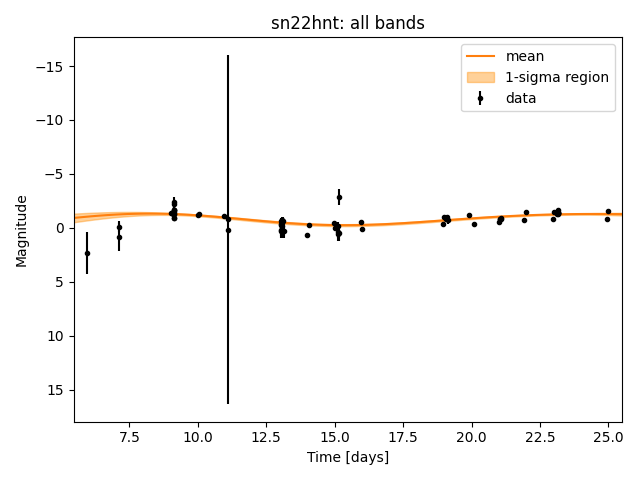 sn22hnt: all bands
mean
1-sigma region
data
Magnitude
−15
−10
−5
0
5
10
15
7.5 10.0 12.5 15.0 17.5 20.0 22.5 25.0
Time [days]